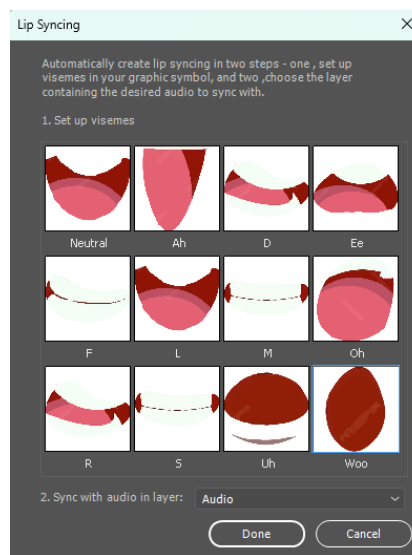 Lip Syncing
Automatically create lip syncing in two steps - one , set up
visemes in your graphic symbol, and two ,choose the layer
containing the desired audio to sync with.
1. Set up visemes
Neutral Ah D Ee
F L M Oh
R S Uh Woo
2. Sync with audio in layer: Audio
Done Cancel